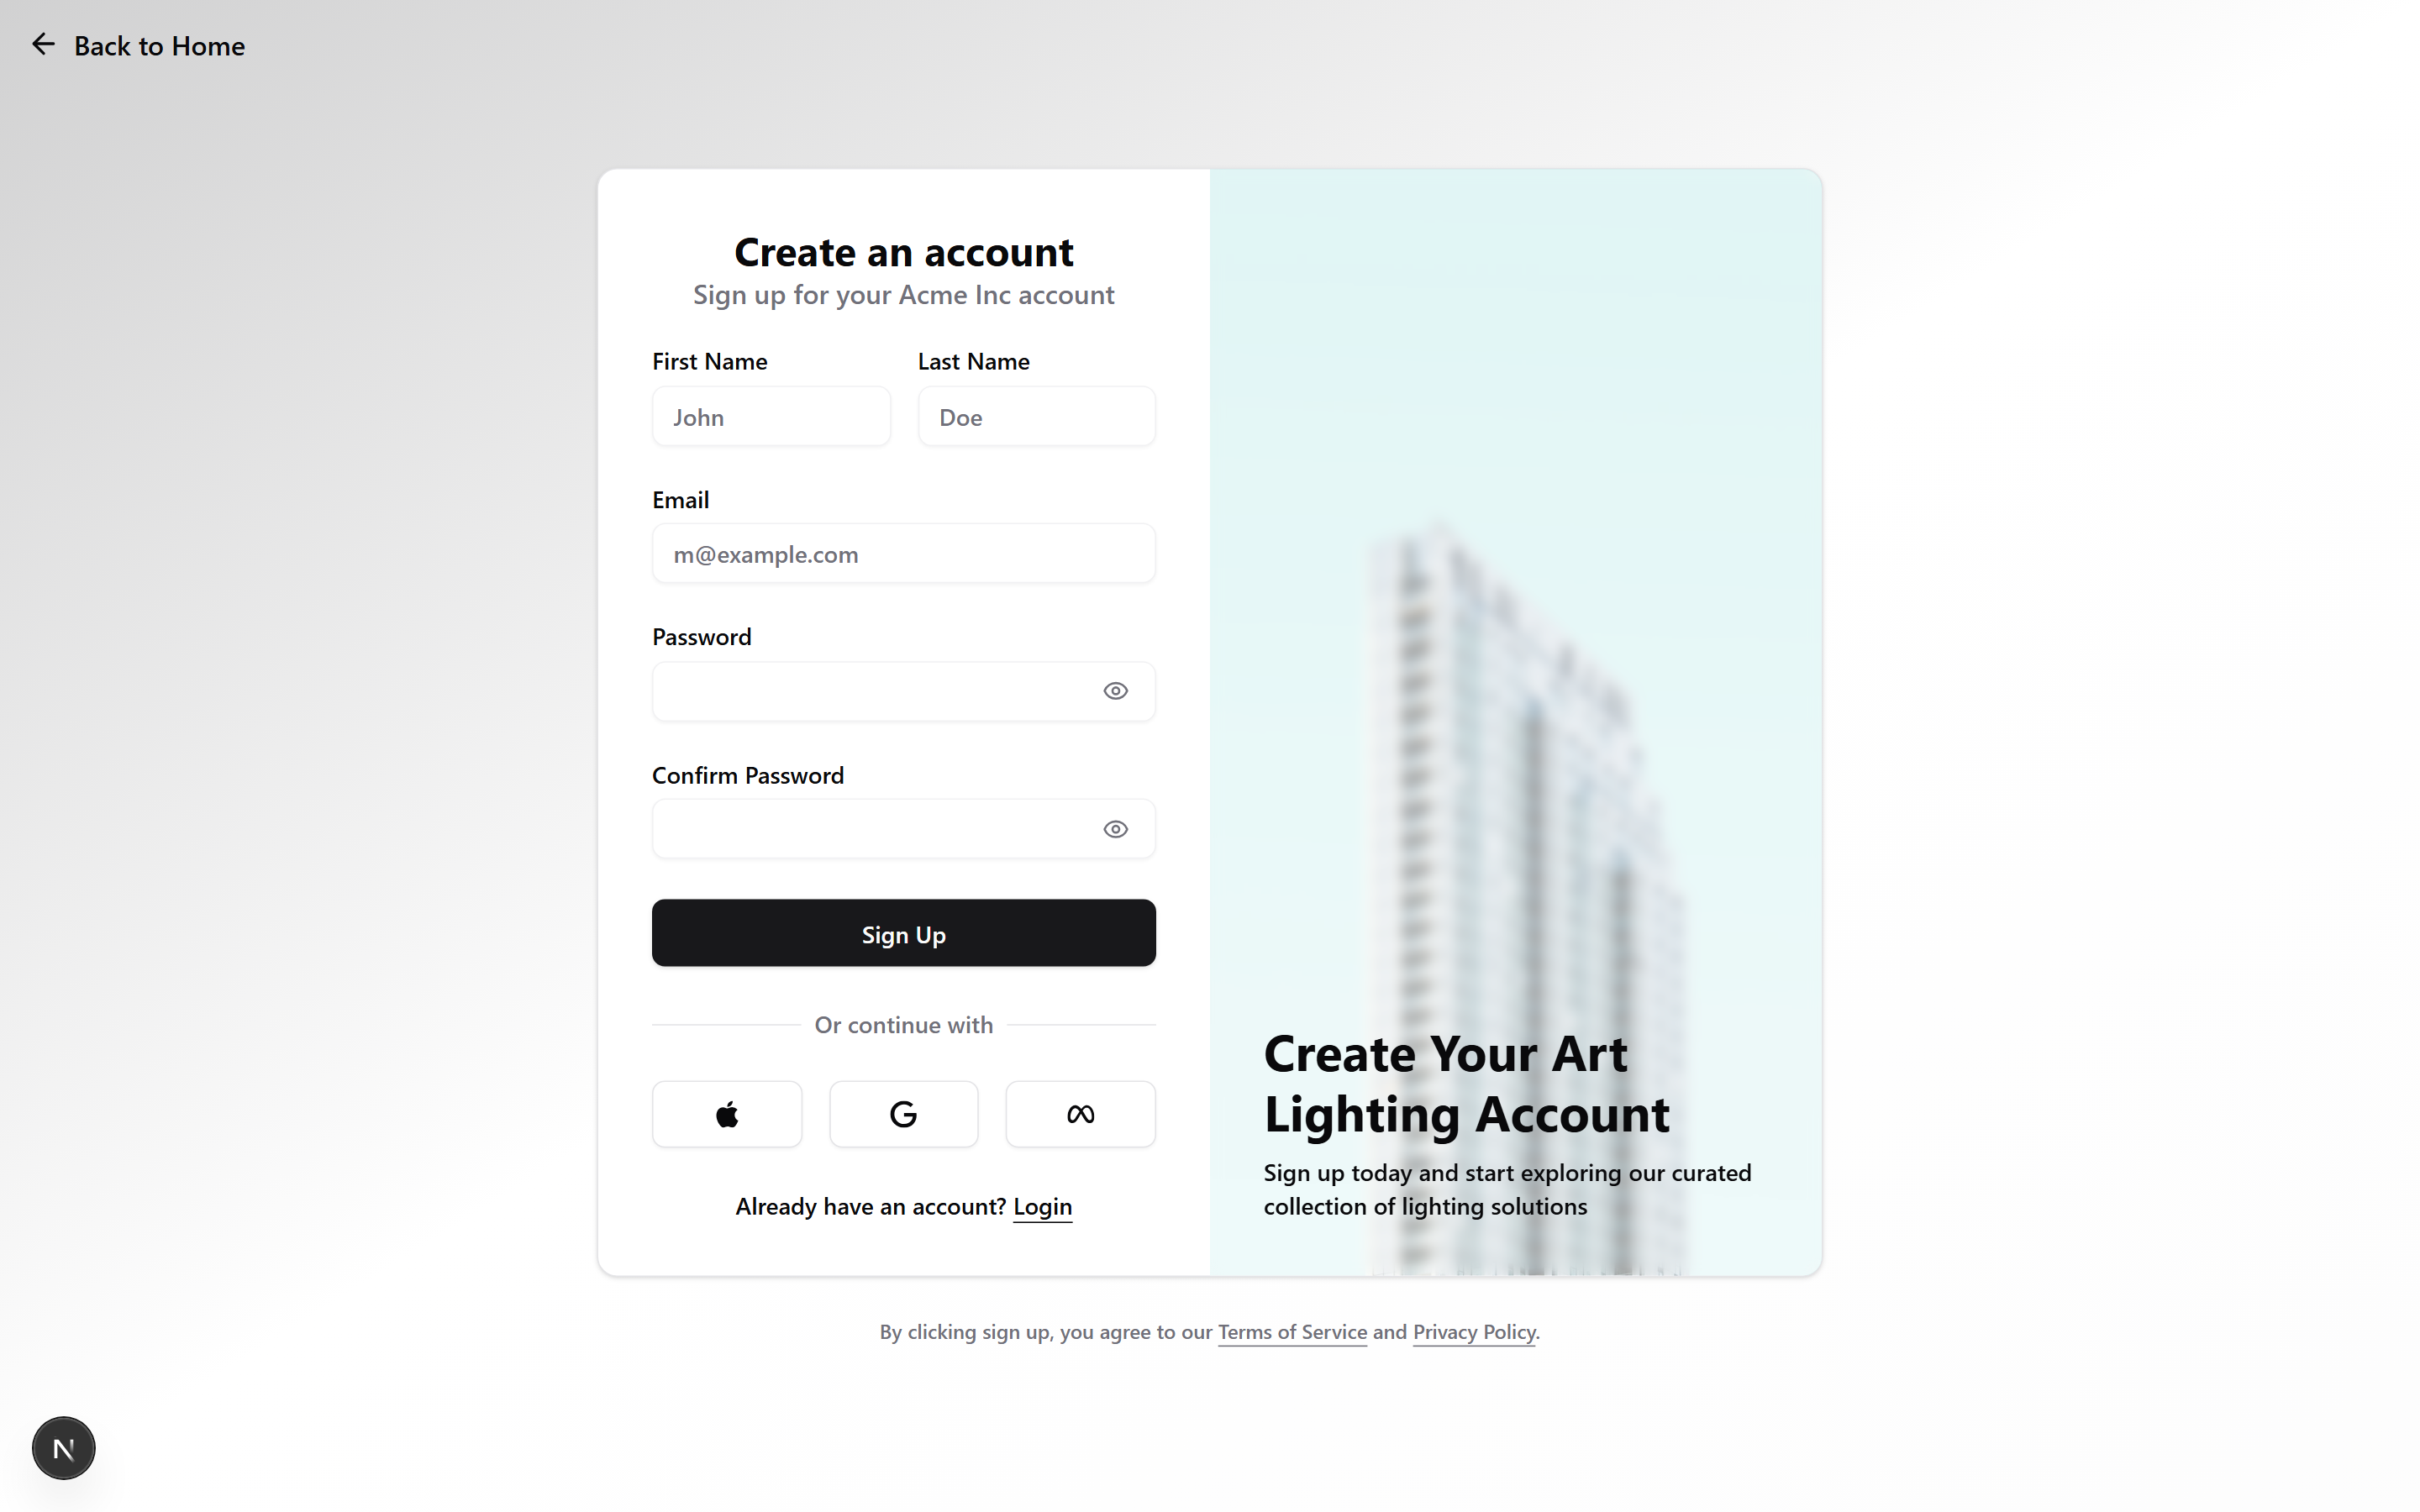 Back to Home
Create an account
Sign up for your Acme Inc account
First Name
Last Name
John
Doe
Email
m@example.com
Password
Confirm Password
Sign Up
Or continue with
G
Already have an account? Login
Create Your Art
Lighting Account
Sign up today and start exploring our curated
collection of lighting solutions
By clicking sign up, you agree to our Terms of Service and Privacy Policy.
N